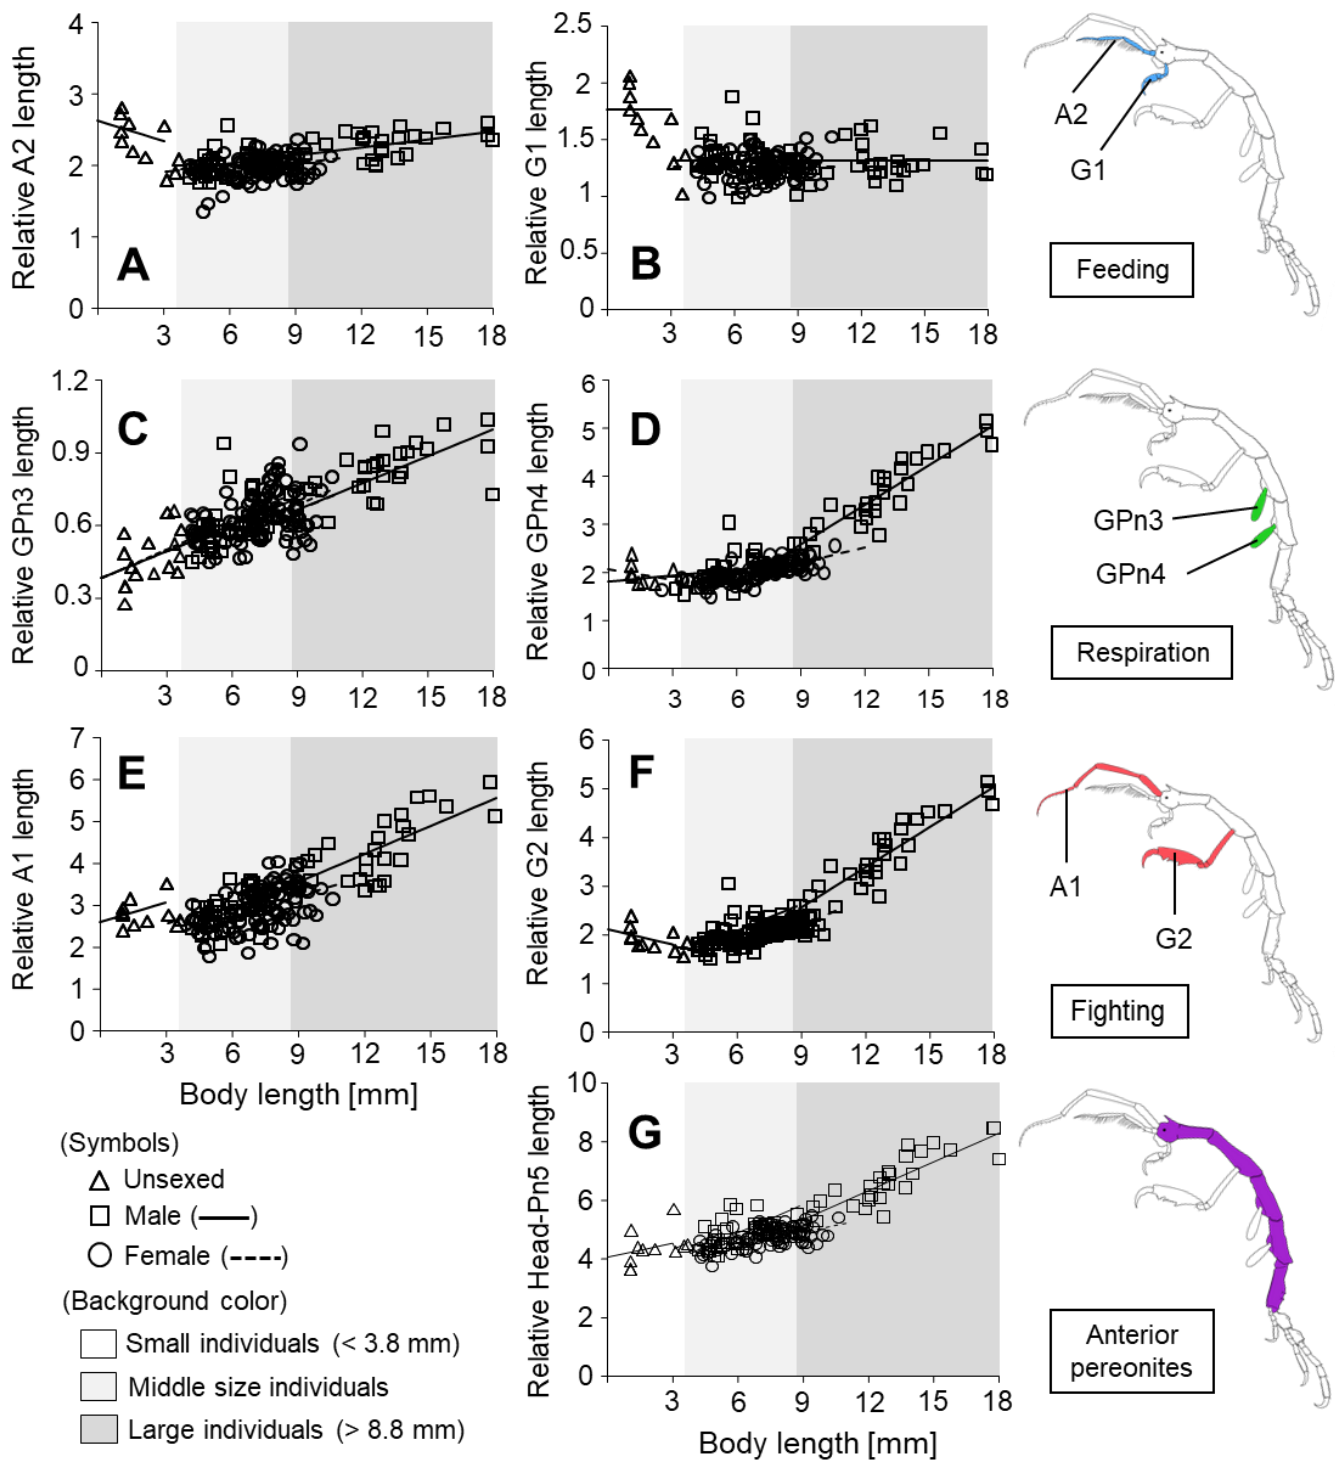 Relative A2 length
4
3
2
1
0
3 6 9 12 15 18
A
Relative G1 length
2.5
2
1.5
1
0.5
0
3 6 9 12 15 18
B
A2
G1
Feeding
Relative GPn3 length
1.2
0.9
0.6
0.3
0
3 6 9 12 15 18
C
Relative GPn4 length
6
5
4
3
2
1
0
3 6 9 12 15 18
D
GPn3
GPn4
Respiration
Relative A1 length
7
6
5
4
3
2
1
0
3 6 9 12 15 18
E
Body length [mm]
Relative G2 length
6
5
4
3
2
1
0
3 6 9 12 15 18
F
A1
G2
Fighting
(Symbols)
Unsexed
Male ( )
Female ( )
(Background color)
Small individuals (< 3.8 mm)
Middle size individuals
Large individuals (> 8.8 mm)
Relative Head-Pn5 length
10
8
6
4
2
0
3 6 9 12 15 18
G
Body length [mm]
Anterior
pereonites